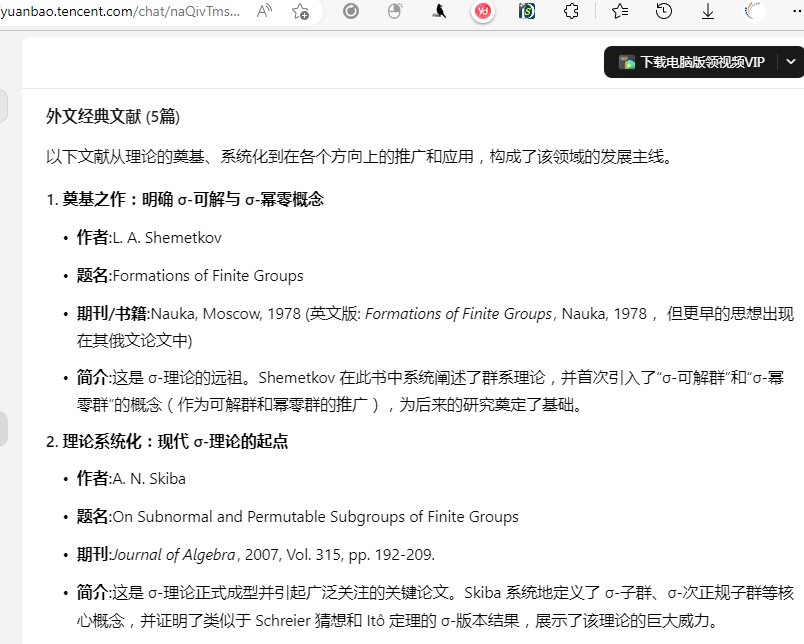 yuanbao.tencent.com/chat/naQivTms...
下载电脑版领视频VIP
外文经典文献 (5篇)
以下文献从理论的奠基、系统化到在各个方向上的推广和应用，构成了该领域的发展主线。
1. 奠基之作：明确 σ-可解与 σ-幂零概念
• 作者:L. A. Shemetkov
• 题名:Formations of Finite Groups
• 期刊/书籍:Nauka, Moscow, 1978 (英文版: Formations of Finite Groups, Nauka, 1978， 但更早的思想出现
在其俄文论文中)
• 简介:这是 σ-理论的远祖。Shemetkov 在此书中系统阐述了群系理论，并首次引入了“σ-可解群”和“σ-幂
零群”的概念（作为可解群和幂零群的推广），为后来的研究奠定了基础。
2. 理论系统化：现代 σ-理论的起点
• 作者:A. N. Skiba
• 题名:On Subnormal and Permutable Subgroups of Finite Groups
• 期刊:Journal of Algebra, 2007, Vol. 315, pp. 192-209.
• 简介:这是 σ-理论正式成型并引起广泛关注的关键论文。Skiba 系统地定义了 σ-子群、σ-次正规子群等核
心概念，并证明了类似于 Schreier 猜想和 Itô 定理的 σ-版本结果，展示了该理论的巨大威力。